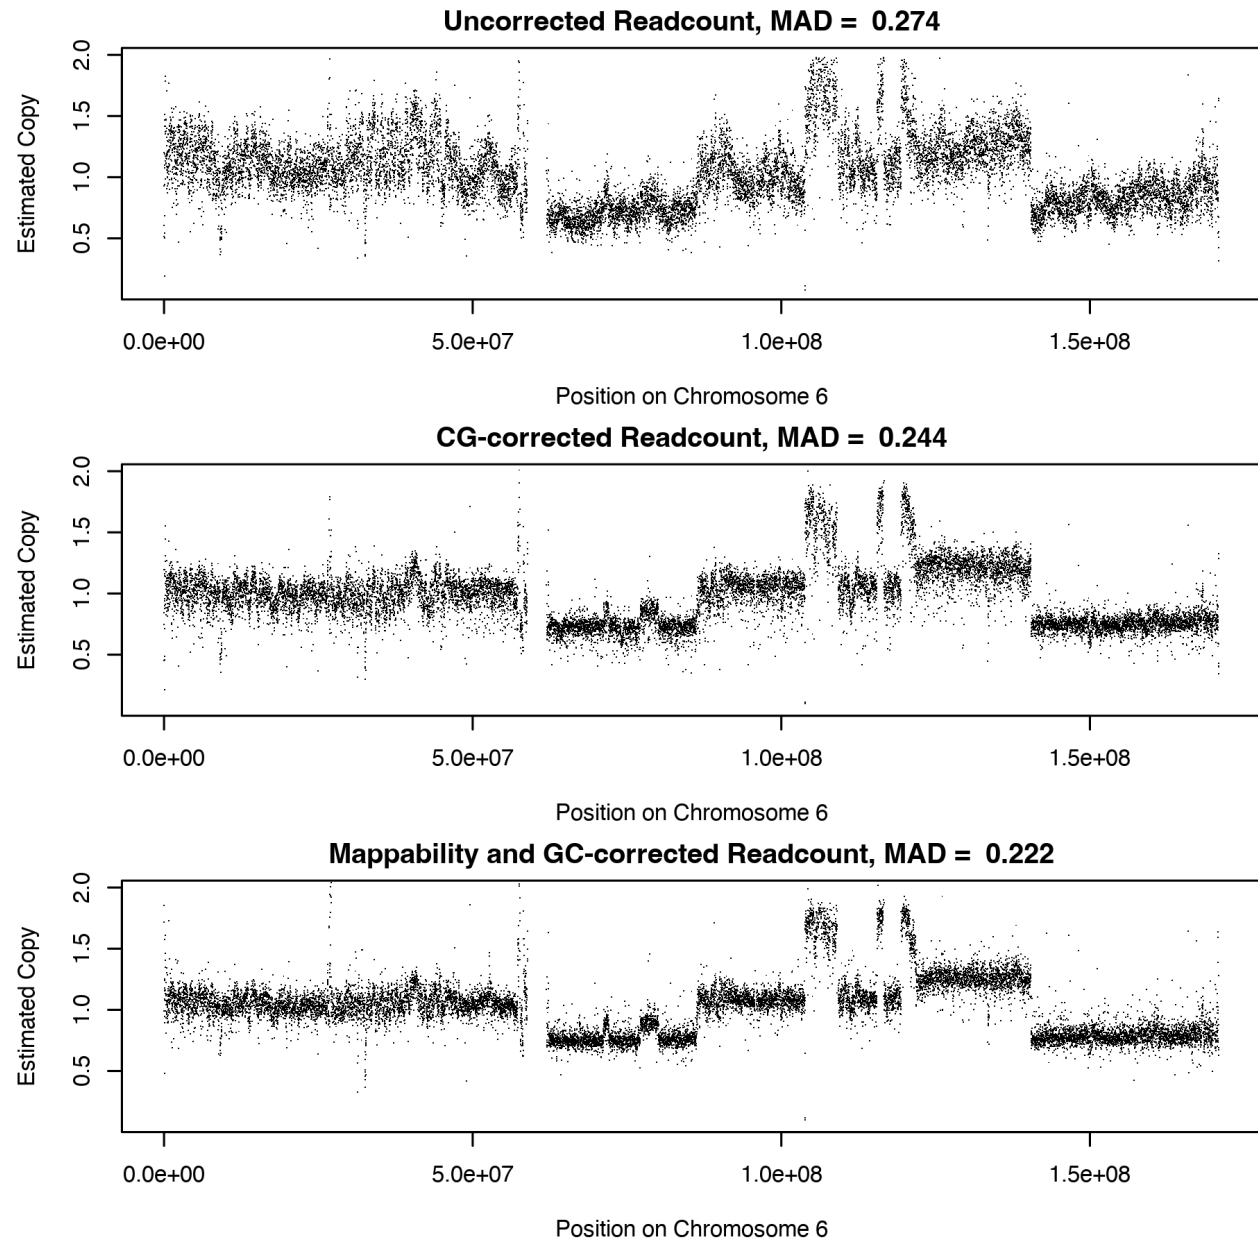 Uncorrected Readcount, MAD = 0.274
Estimated Copy
2.0
1.5
1.0
0.5
0.0e+00 5.0e+07 1.0e+08 1.5e+08
Position on Chromosome 6
CG-corrected Readcount, MAD = 0.244
Estimated Copy
2.0
1.5
1.0
0.5
0.0e+00 5.0e+07 1.0e+08 1.5e+08
Position on Chromosome 6
Mappability and GC-corrected Readcount, MAD = 0.222
Estimated Copy
2.0
1.5
1.0
0.5
0.0e+00 5.0e+07 1.0e+08 1.5e+08
Position on Chromosome 6